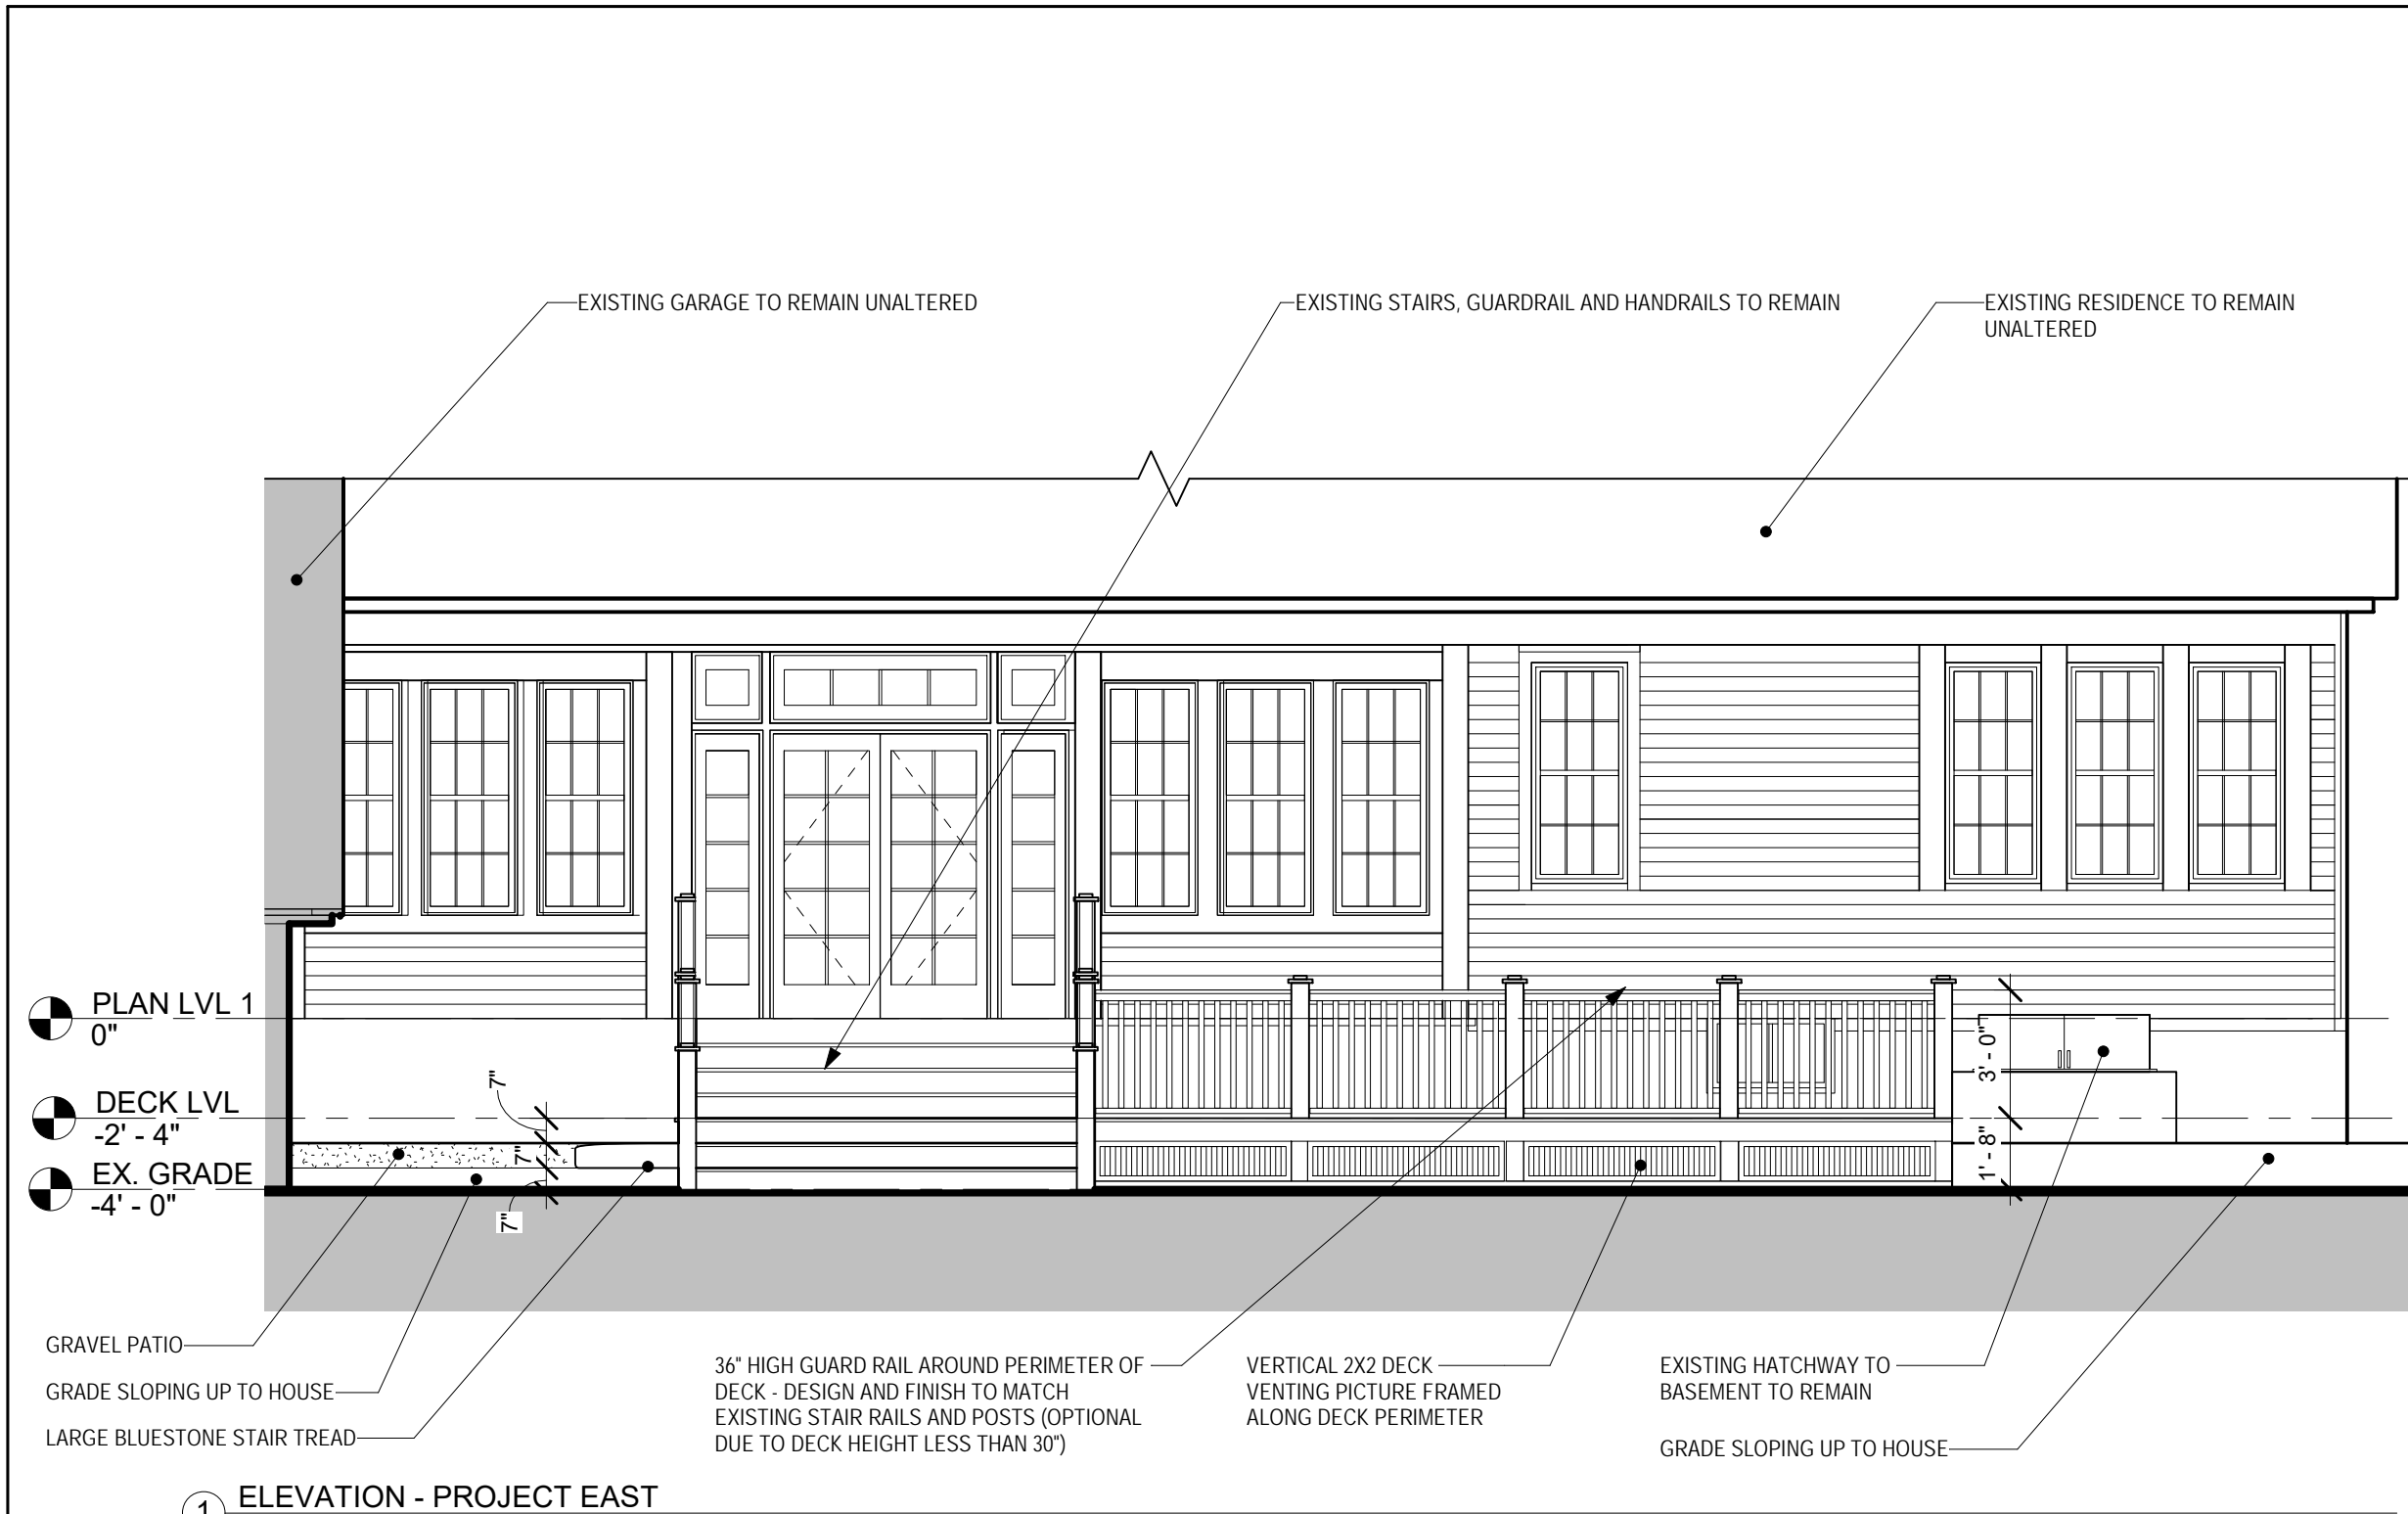 EXISTING GARAGE TO REMAIN UNALTERED
EXISTING STAIRS, GUARDRAIL AND HANDRAILS TO REMAIN
EXISTING RESIDENCE TO REMAIN
UNALTERED
PLAN LVL 1
0"
DECK LVL
-2' - 4"
EX. GRADE
-4' - 0"
7"
7"
7"
3' - 0"
1' - 8"
GRAVEL PATIO
GRADE SLOPING UP TO HOUSE
LARGE BLUESTONE STAIR TREAD
36" HIGH GUARD RAIL AROUND PERIMETER OF
DECK - DESIGN AND FINISH TO MATCH
EXISTING STAIR RAILS AND POSTS (OPTIONAL
DUE TO DECK HEIGHT LESS THAN 30")
VERTICAL 2X2 DECK
VENTING PICTURE FRAMED
ALONG DECK PERIMETER
EXISTING HATCHWAY TO
BASEMENT TO REMAIN
GRADE SLOPING UP TO HOUSE
1
ELEVATION - PROJECT EAST